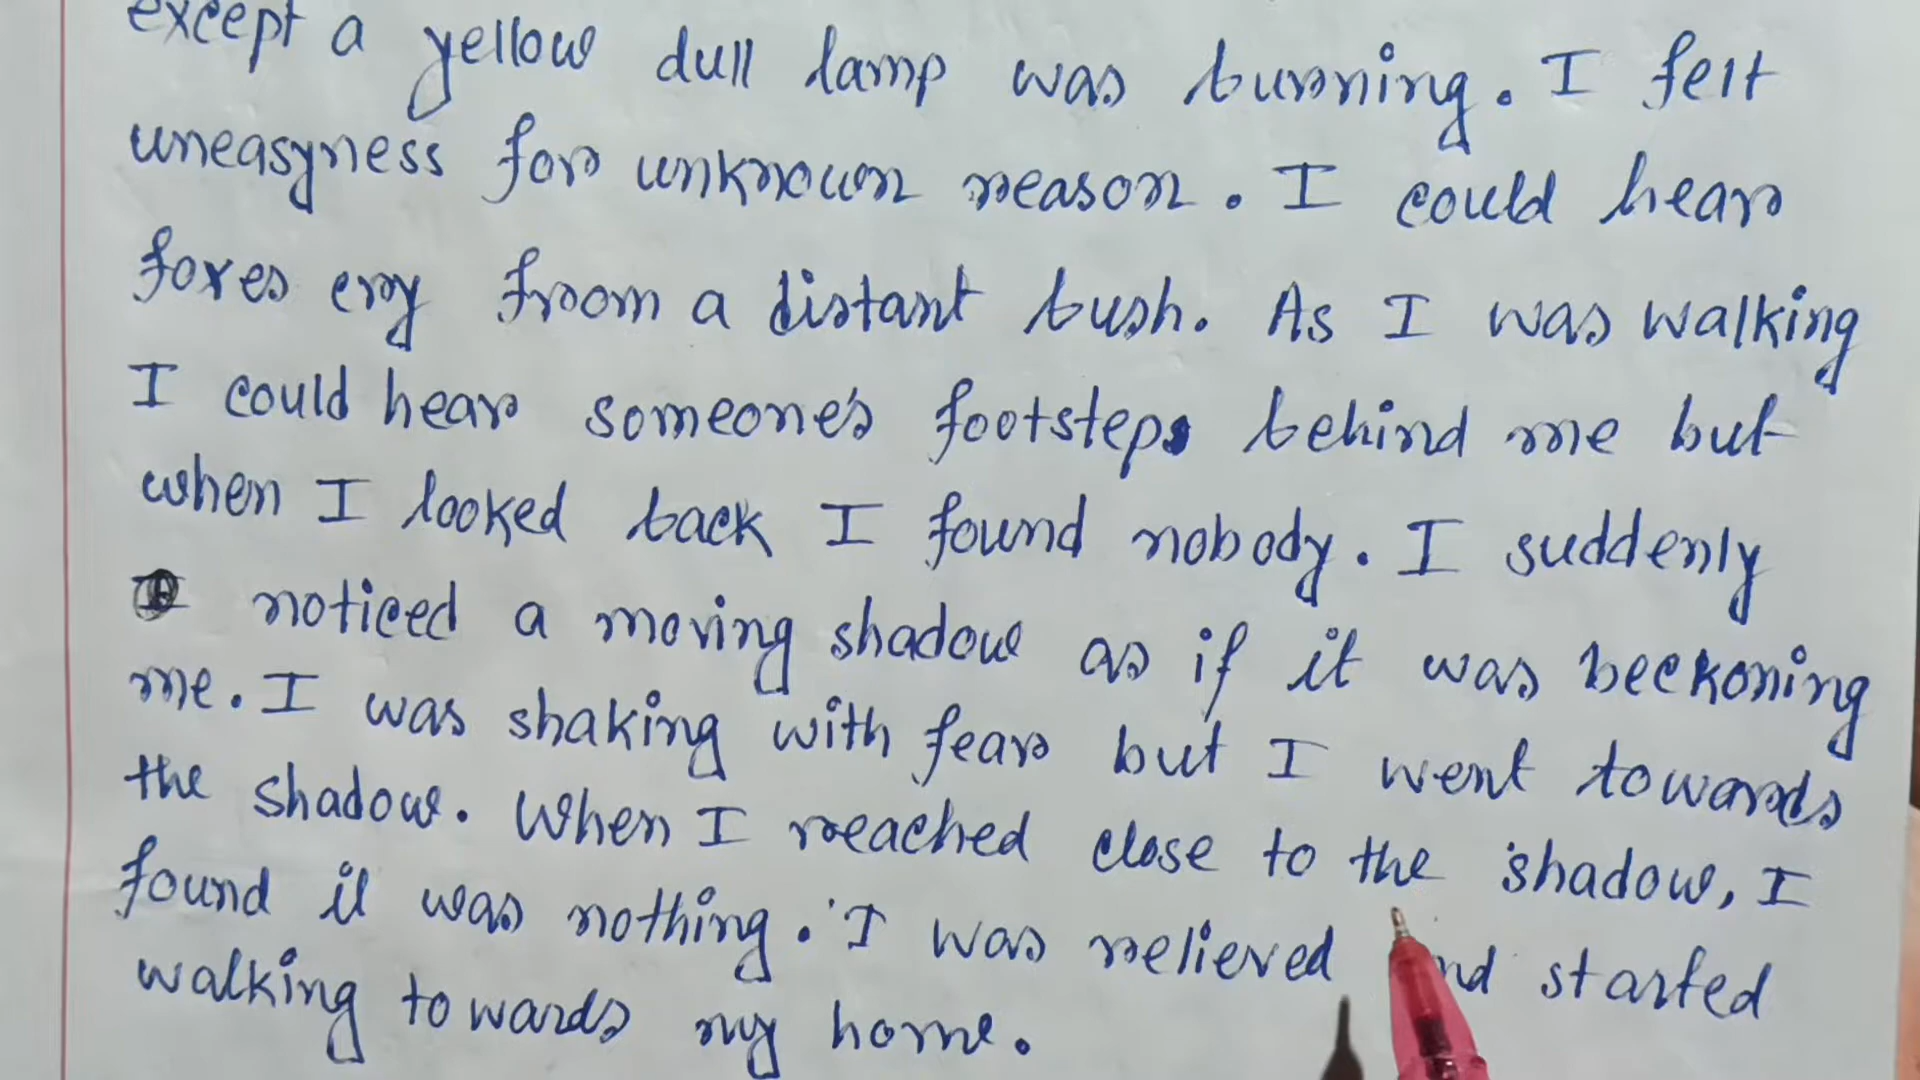 except a yellow dull lamp was burning. I felt
uneasyness for unknown reason. I could hear
foxes cry from a distant bush. As I was walking
I could hear someone's footsteps behind me but
when I looked back I found nobody. I suddenly
noticed a moving shadow as if it was beckoning
me. I was shaking with fear but I went towards
the shadow. When I reached close to the shadow, I
found it was nothing. I was relieved and started
walking towards my home.